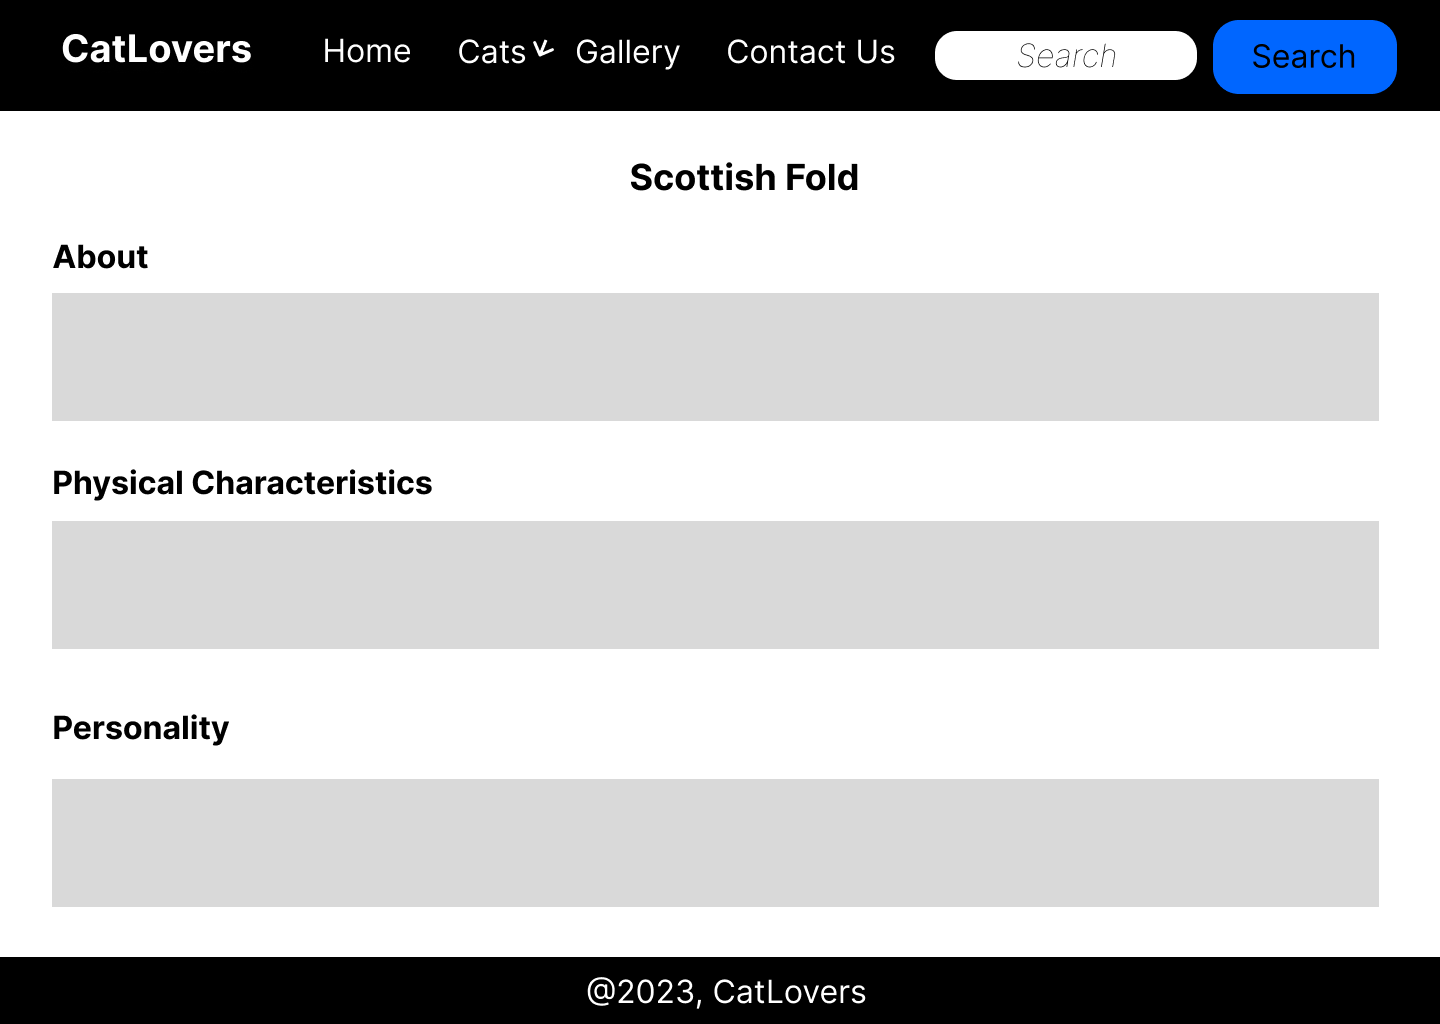 CatLovers Home Cats Gallery Contact Us Search Search
Scottish Fold
About
Physical Characteristics
Personality
@2023, CatLovers